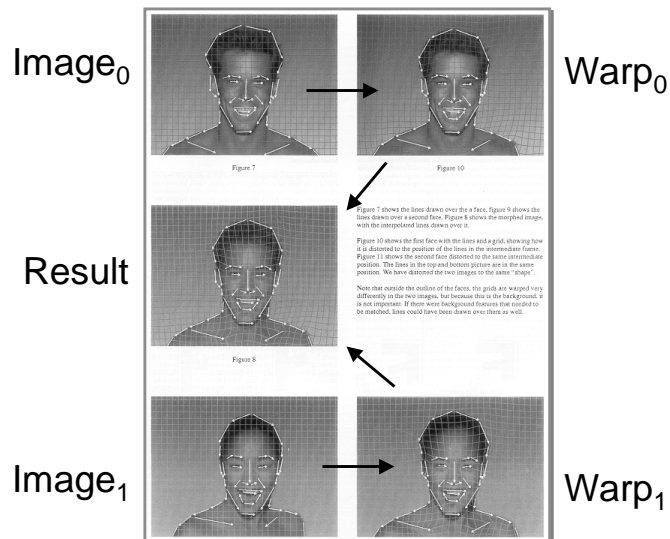 Image0
Warp0
Figure 7
Figure 10
Figure 7 shows the lines drawn over the a face, figure 9 shows the
lines drawn over a second face. Figure 8 shows the morphed image,
with the interpolated lines drawn over it.
Figure 10 shows the first face with the lines and a grid, showing how
it is distorted to the position of the lines in the intermediate frame.
Figure 11 shows the second face distorted to the same intermediate
position. The lines in the top and bottom picture are in the same
position. We have distorted the two images to the same "shape".
Note that outside the outline of the faces, the grids are warped very
differently in the two images, but because this is the background, it
is not important. If there were background features that needed to
be matched, lines could have been drawn over them as well.
Result
Figure 8
Image1
Warp1